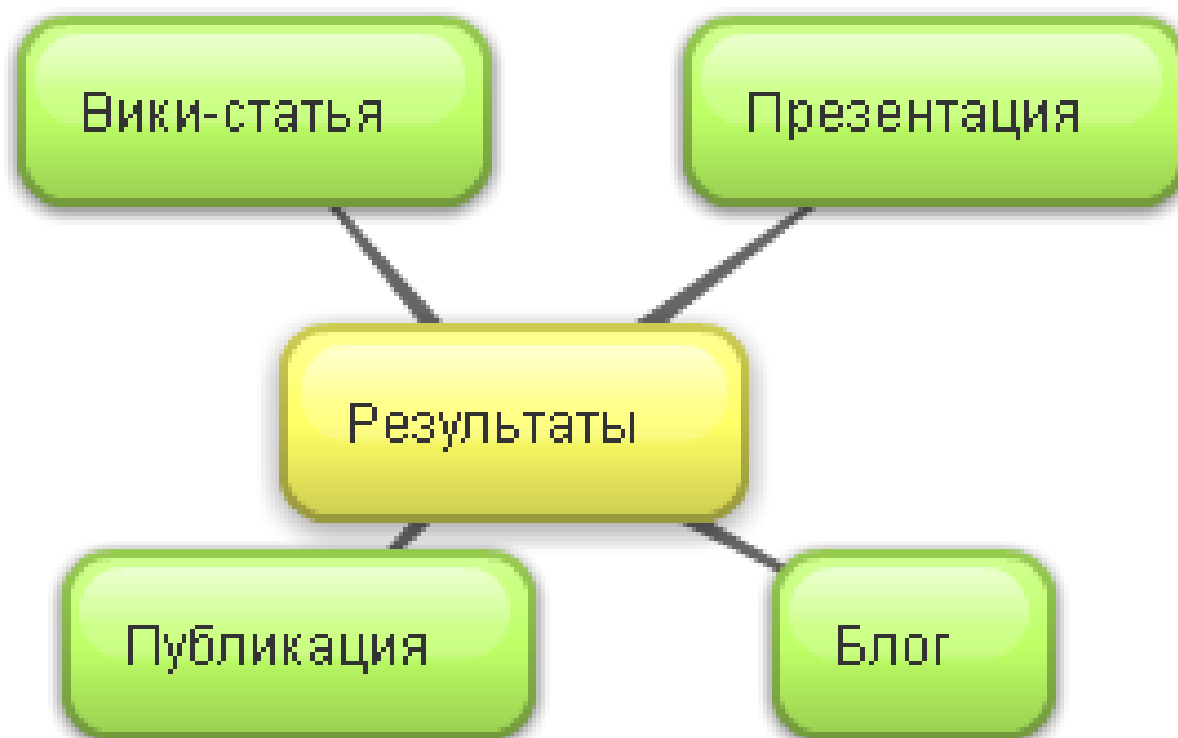 Вики-статья
Презентация
Результаты
Публикация
Блог